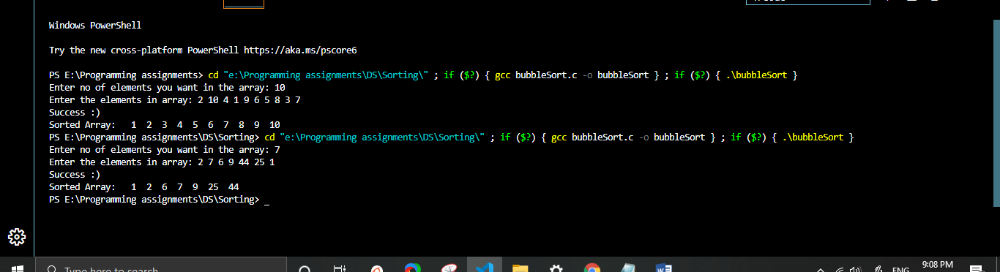 Windows PowerShell
Try the new cross-platform PowerShell https://aka.ms/pscore6
PS E:\Programming assignments> cd "e:\Programming assignments\DS\Sorting\" ; if ($?) { gcc bubbleSort.c -o bubbleSort } ; if ($?) { .\bubbleSort }
Enter no of elements you want in the array: 10
Enter the elements in array: 2 10 4 1 9 6 5 8 3 7
Success :)
Sorted Array:   1  2  3  4  5  6  7  8  9  10
PS E:\Programming assignments\DS\Sorting> cd "e:\Programming assignments\DS\Sorting\" ; if ($?) { gcc bubbleSort.c -o bubbleSort } ; if ($?) { .\bubbleSort }
Enter no of elements you want in the array: 7
Enter the elements in array: 2 7 6 9 44 25 1
Success :)
Sorted Array:   1  2  6  7  9  25  44
PS E:\Programming assignments\DS\Sorting> _
Type here to search
ENG
9:08 PM